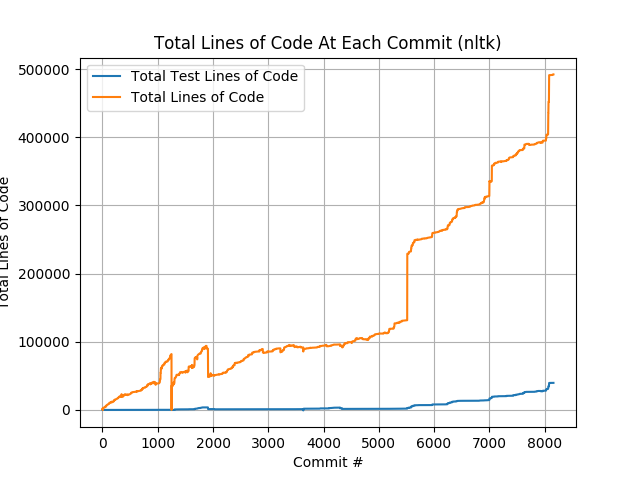 Total Lines of Code At Each Commit (nltk)
Total Test Lines of Code
Total Lines of Code
500000
400000
300000
200000
100000
0
Total Lines of Code
0 1000 2000 3000 4000 5000 6000 7000 8000
Commit #